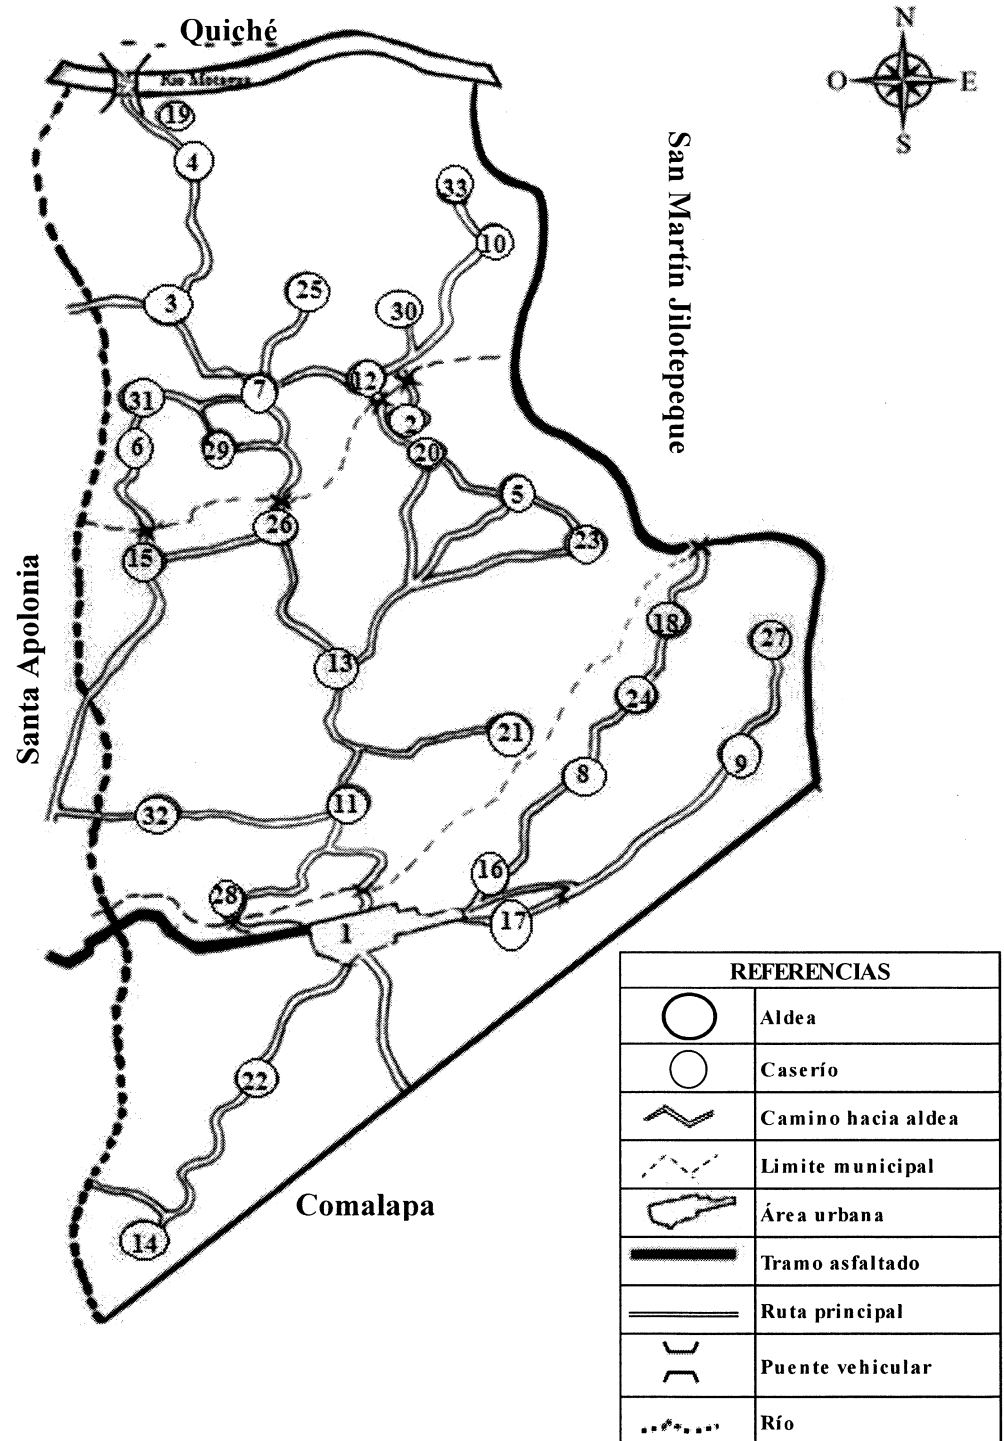 Quiché
Río Motagua
N
O
E
S
19
4
33
10
San Martín Jilotepeque
25
3
30
12
7
31
2
6
29
20
5
26
23
15
Santa Apolonia
18
27
13
24
21
9
8
11
32
16
28
17
1
22
Comalapa
14
REFERENCIAS
Aldea
Caserío
Camino hacia aldea
Limite municipal
Área urbana
Tramo asfaltado
Ruta principal
Puente vehicular
Río